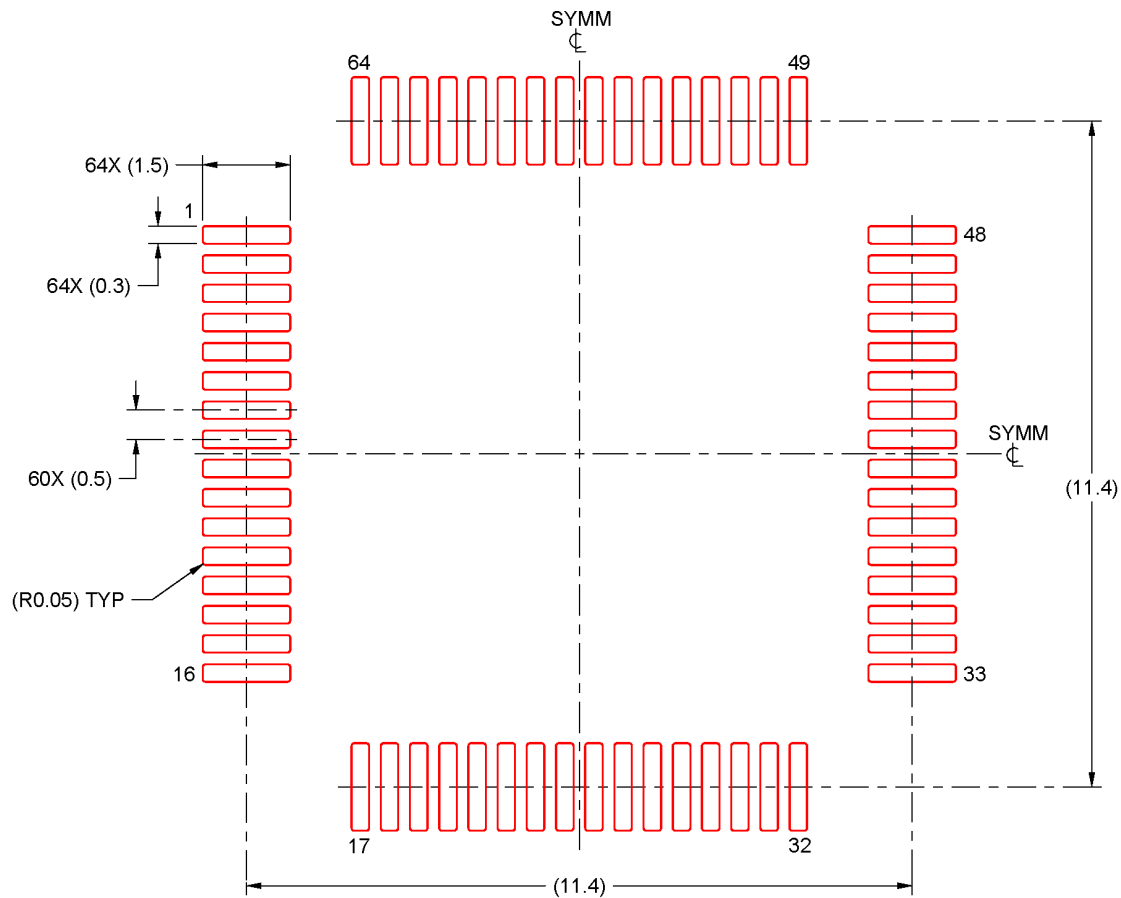 SYMM
℄
64
49
64X (1.5)
1
48
64X (0.3)
SYMM
℄
60X (0.5)
(11.4)
(R0.05) TYP
16
33
17
32
(11.4)